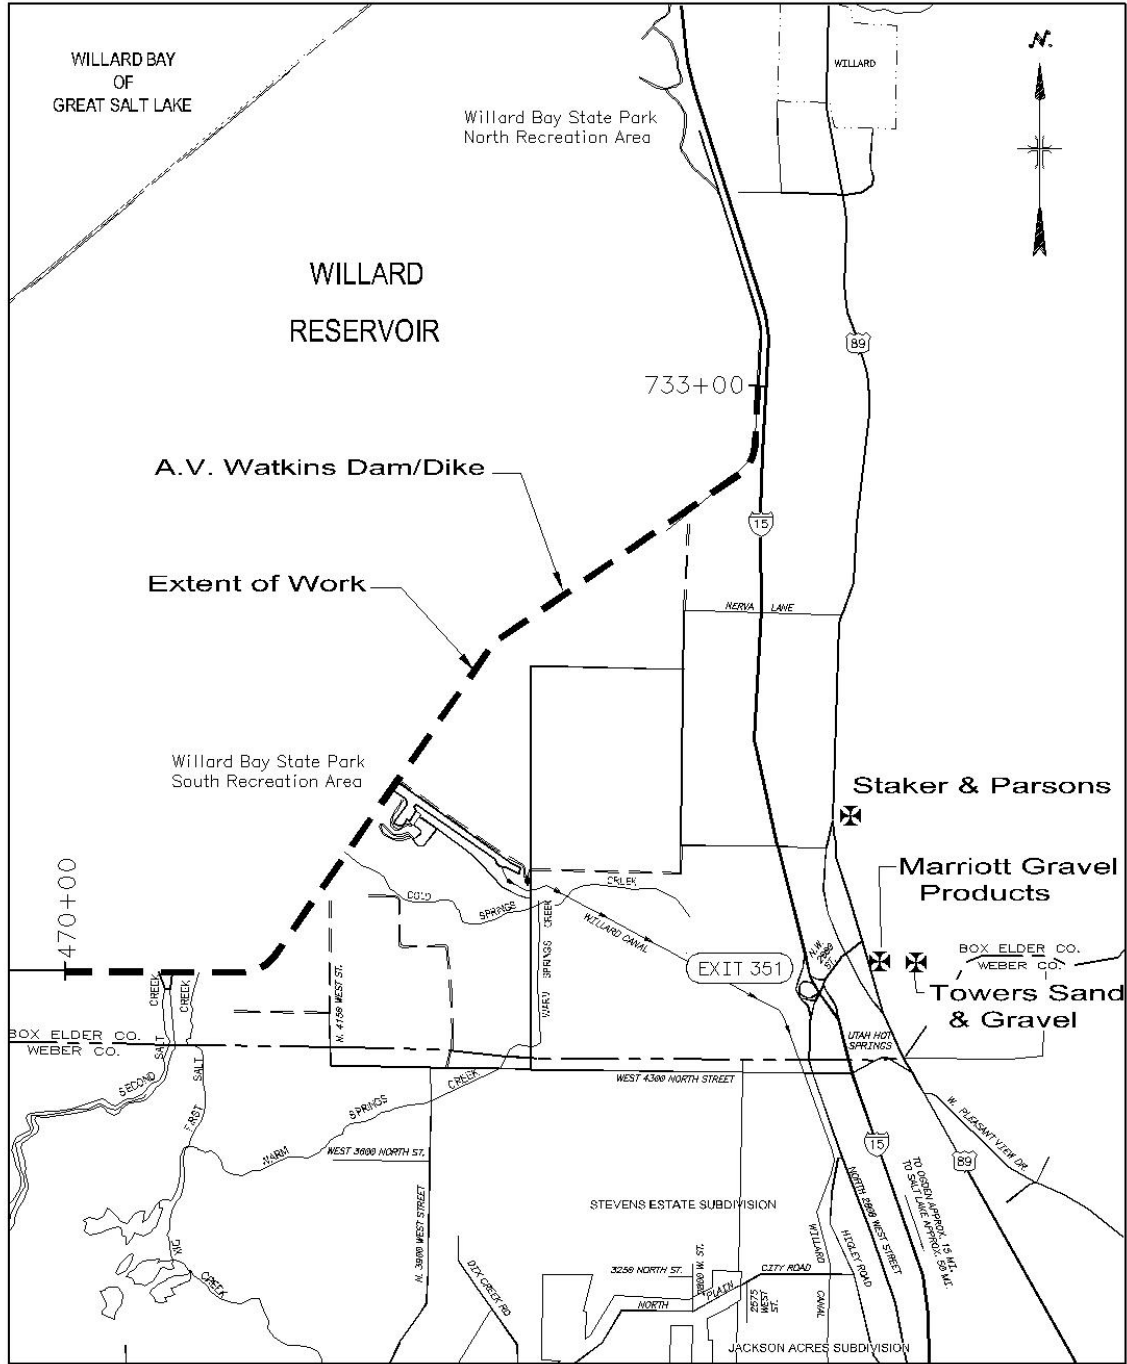 WILLARD BAY
OF
GREAT SALT LAKE
N.
WILLARD
Willard Bay State Park
North Recreation Area
WILLARD
RESERVOIR
89
733+00
A.V. Watkins Dam/Dike
15
Extent of Work
NERVA LANE
Willard Bay State Park
South Recreation Area
Staker & Parsons
470+00
Marriott Gravel
Products
COLD SPRINGS CREEK
WILLARD CANAL
WARM SPRINGS CREEK
N. 4150 WEST ST.
EXIT 351
N.W. 2000 ST.
BOX ELDER CO.
WEBER CO.
Towers Sand
& Gravel
CREEK
CREEK
BOX ELDER CO.
WEBER CO.
UTAH HOT
SPRINGS
SECOND SALT
FIRST SALT
WEST 4300 NORTH STREET
WARM SPRINGS CREEK
W. PLEASANT VIEW DR.
WEST 3600 NORTH ST.
15
89
TO OGDEN APPROX. 15 MI.
TO SALT LAKE APPROX. 50 MI.
STEVENS ESTATE SUBDIVISION
N. 3900 WEST STREET
NORTH 2000 WEST STREET
HIGLEY ROAD
WILLARD CANAL
DIX CREEK
DIX CREEK RD
3250 NORTH ST.
2800 W. ST.
NORTH PLAIN CITY ROAD
2575
WEST
ST.
JACKSON ACRES SUBDIVISION